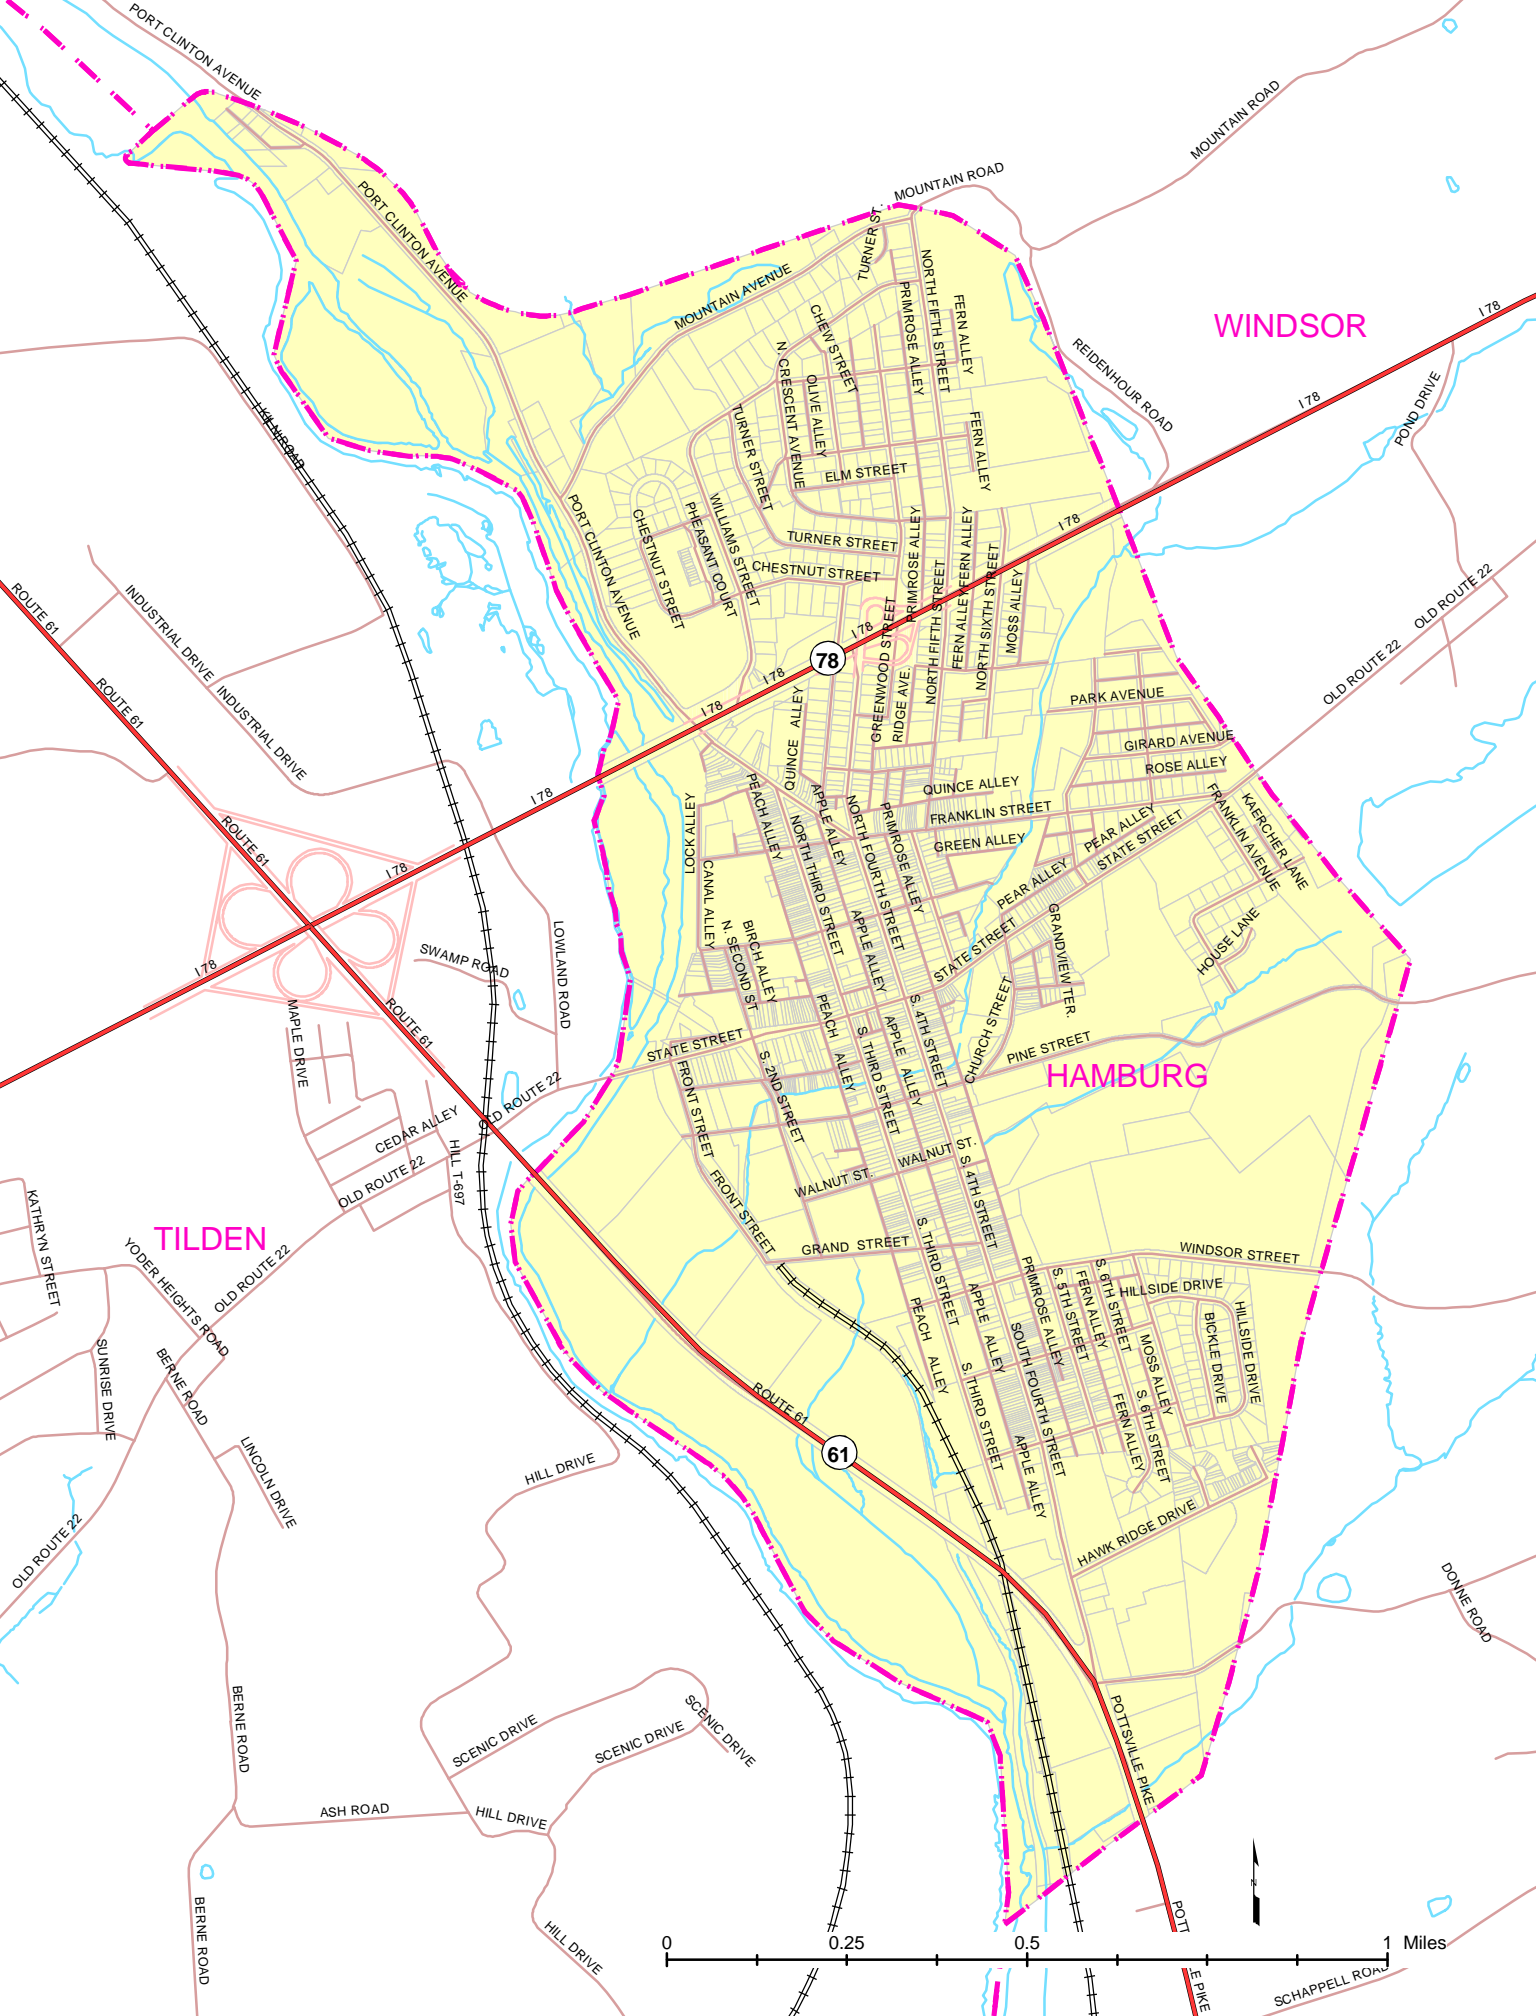 PORT CLINTON AVENUE
MOUNTAIN ROAD
MOUNTAIN ROAD
PORT CLINTON AVENUE
TURNER ST.
MOUNTAIN AVENUE
NORTH FIFTH STREET
PRIMROSE ALLEY
FERN ALLEY
CHEW STREET
WINDSOR
I 78
REIDENHOUR ROAD
N. CRESCENT AVENUE
OLIVE ALLEY
I 78
POND DRIVE
TURNER STREET
FERN ALLEY
ELM STREET
WILLIAMS STREET
PHEASANT COURT
CHESTNUT STREET
PORT CLINTON AVENUE
TURNER STREET
CHESTNUT STREET
PRIMROSE ALLEY
FERN ALLEY
FERN ALLEY
NORTH FIFTH STREET
NORTH SIXTH STREET
MOSS ALLEY
I 78
ROUTE 61
INDUSTRIAL DRIVE
INDUSTRIAL DRIVE
ROUTE 61
OLD ROUTE 22
OLD ROUTE 22
78
I 78
I 78
I 78
GREENWOOD STREET
RIDGE AVE.
QUINCE ALLEY
PARK AVENUE
GIRARD AVENUE
ROSE ALLEY
I 78
ROUTE 61
I 78
LOCK ALLEY
PEACH ALLEY
APPLE ALLEY
NORTH THIRD STREET
NORTH FOURTH STREET
PRIMROSE ALLEY
QUINCE ALLEY
FRANKLIN STREET
GREEN ALLEY
PEAR ALLEY
STATE STREET
PEAR ALLEY
FRANKLIN AVENUE
KAERCHER LANE
HOUSE LANE
CANAL ALLEY
N. SECOND ST
BIRCH ALLEY
APPLE ALLEY
STATE STREET
GRANDVIEW TER.
CHURCH STREET
I 78
SWAMP ROAD
LOWLAND ROAD
ROUTE 61
MAPLE DRIVE
STATE STREET
PEACH ALLEY
S. THIRD STREET
APPLE ALLEY
S. 4TH STREET
PINE STREET
HAMBURG
OLD ROUTE 22
FRONT STREET
S. 2ND STREET
CEDAR ALLEY
HILL T-697
OLD ROUTE 22
WALNUT ST.
WALNUT ST.
S. 4TH STREET
KATHRYN STREET
TILDEN
YODER HEIGHTS ROAD
OLD ROUTE 22
FRONT STREET
GRAND STREET
S. THIRD STREET
WINDSOR STREET
PRIMROSE ALLEY
S. 5TH STREET
FERN ALLEY
S. 6TH STREET
HILLSIDE DRIVE
HILLSIDE DRIVE
BICKLE DRIVE
MOSS ALLEY
PEACH ALLEY
APPLE ALLEY
SOUTH FOURTH STREET
SUNRISE DRIVE
BERNE ROAD
S. THIRD STREET
FERN ALLEY
S. 6TH STREET
ROUTE 61
61
APPLE ALLEY
LINCOLN DRIVE
HILL DRIVE
HAWK RIDGE DRIVE
OLD ROUTE 22
DONNE ROAD
BERNE ROAD
SCENIC DRIVE
SCENIC DRIVE
SCENIC DRIVE
POTTSVILLE PIKE
ASH ROAD
HILL DRIVE
BERNE ROAD
HILL DRIVE
N
POTT
0 0.25 0.5 1 Miles
E PIKE
SCHAPPELL ROAD